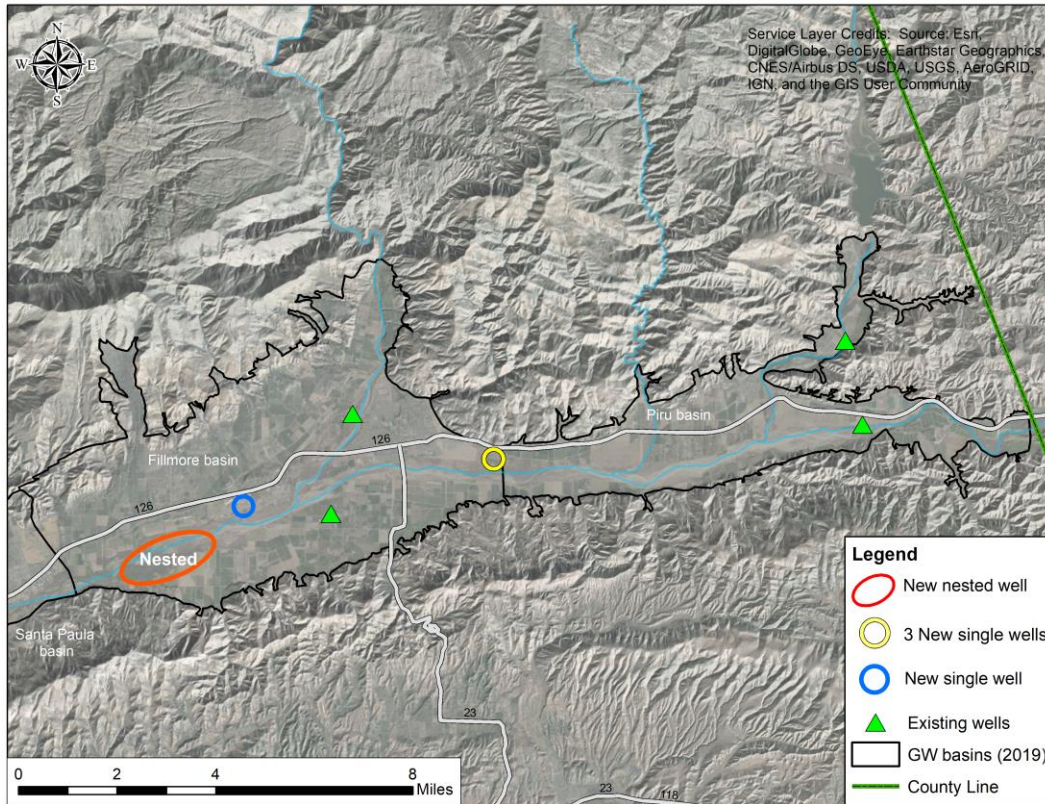 N
W E
S
Service Layer Credits: Source: Esri,
DigitalGlobe, GeoEye, Earthstar Geographics,
CNES/Airbus DS, USDA, USGS, AeroGRID,
IGN, and the GIS User Community
Piru basin
126
Fillmore basin
126
Nested
Santa Paula
basin
23
23
118
0 2 4 8
Miles
Legend
New nested well
3 New single wells
New single well
Existing wells
GW basins (2019)
County Line